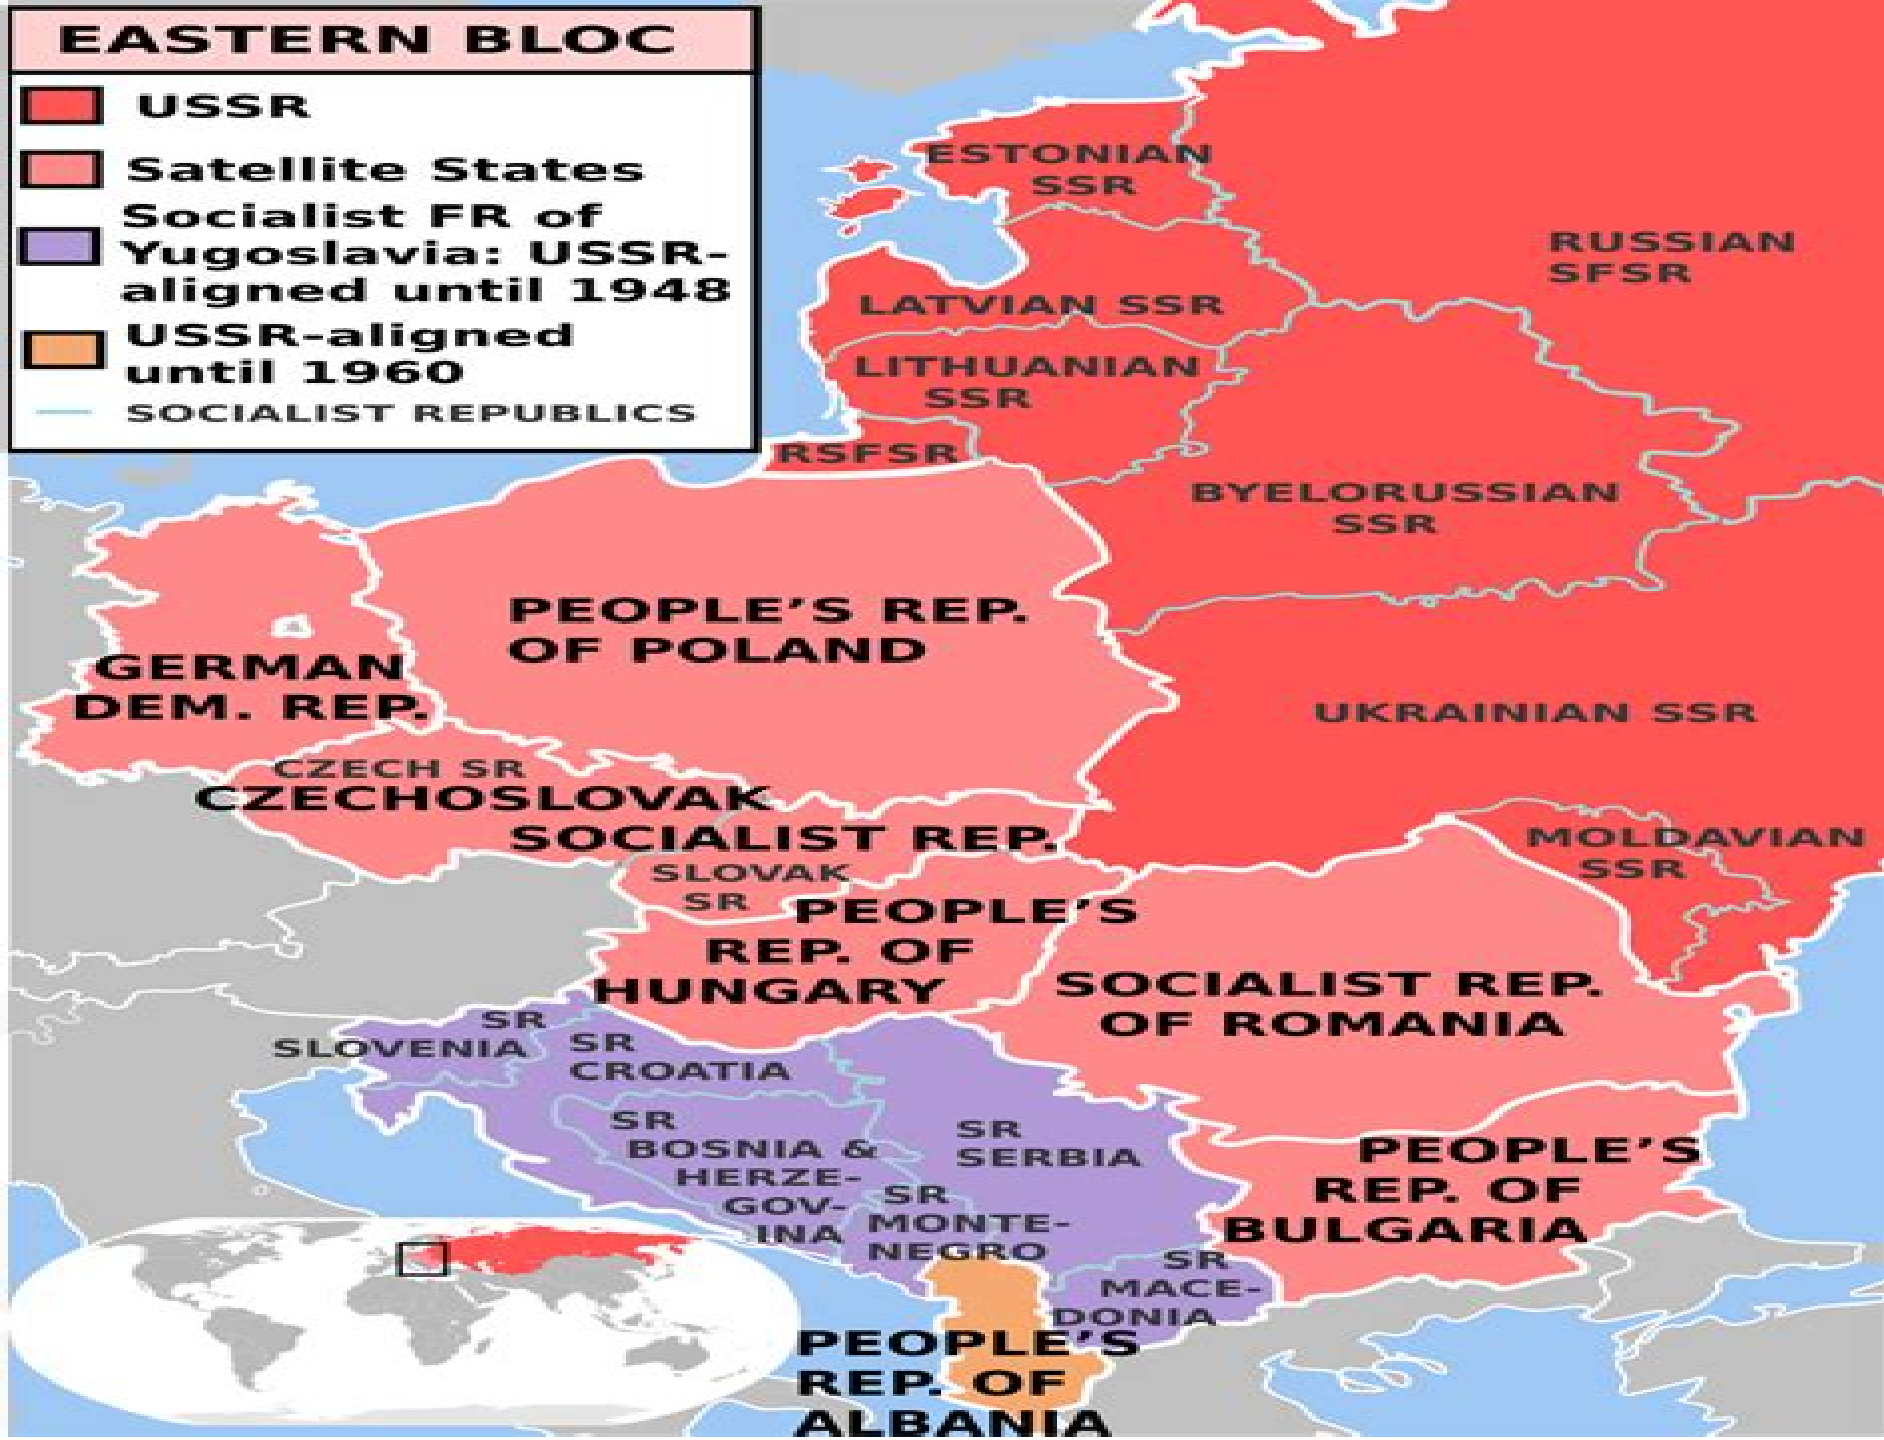 EASTERN BLOC
USSR
Satellite States
Socialist FR of
Yugoslavia: USSR-
aligned until 1948
USSR-aligned
until 1960
SOCIALIST REPUBLICS
ESTONIAN
SSR
RUSSIAN
SFSR
LATVIAN SSR
LITHUANIAN
SSR
RSFSR
BYELORUSSIAN
SSR
PEOPLE'S REP.
OF POLAND
GERMAN
DEM. REP.
UKRAINIAN SSR
CZECH SR
CZECHOSLOVAK
SOCIALIST REP.
SLOVAK
SR
MOLDAVIAN
SSR
PEOPLE'S
REP. OF
HUNGARY
SOCIALIST REP.
OF ROMANIA
SR
SLOVENIA
SR
CROATIA
SR
BOSNIA &
HERZE-
GOV-
INA
SR
SERBIA
SR
MONTE-
NEGRO
PEOPLE'S
REP. OF
BULGARIA
SR
MACE-
DONIA
PEOPLE'S
REP. OF
ALBANIA